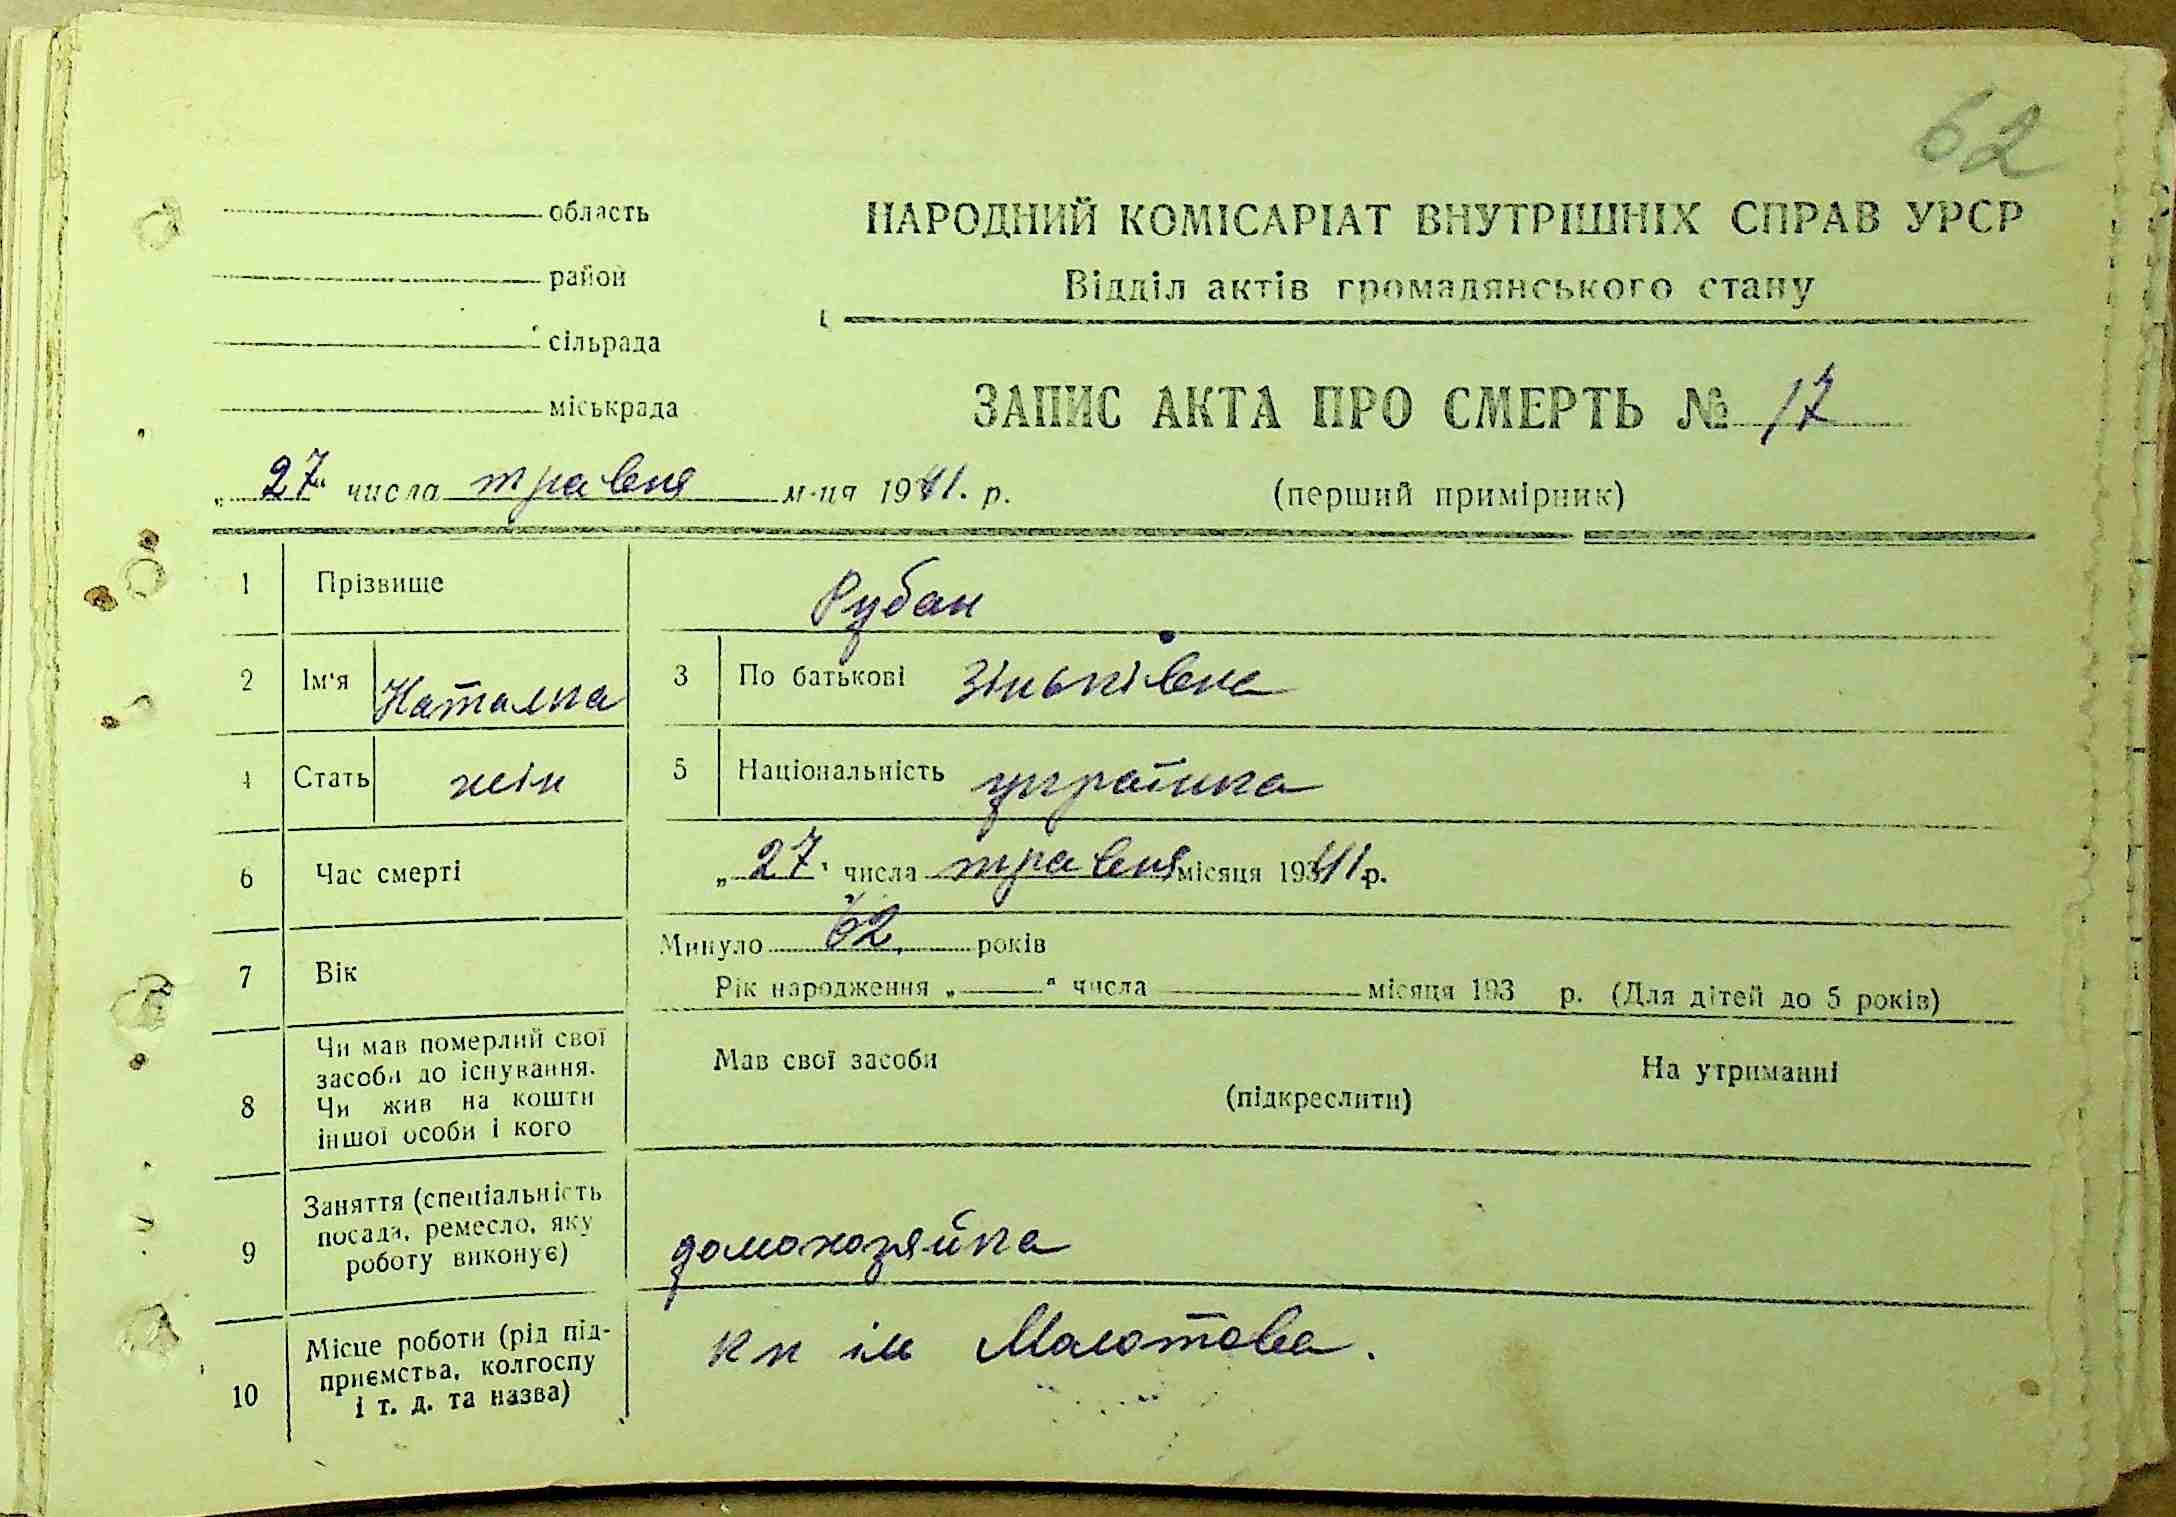 62
область
район
сільрада
міськрада
НАРОДНИЙ КОМІСАРІАТ ВНУТРІШНІХ СПРАВ УРСР
Відділ актів громадянського стану
ЗАПИС АКТА ПРО СМЕРТЬ № 17
„27“ числа травня м-ця 1941. р.
(перший примірник)
1 Прізвище Рубан
2 Ім'я Наталка 3 По батькові Зіньківна
4 Стать жін 5 Національність українка
6 Час смерті „27“ числа травня місяця 1941 р.
7 Вік Минуло 62 років
Рік народження „ “ числа місяця 193 р. (Для дітей до 5 років)
8 Чи мав померлий свої
засоби до існування.
Чи жив на кошти
іншої особи і кого
Мав свої засоби На утриманні
(підкреслити)
9 Заняття (спеціальність
посада, ремесло, яку
роботу виконує)
домохозяйка
10 Місце роботи (рід під-
приємства, колгоспу
і т. д. та назва)
кк ім Молотова.